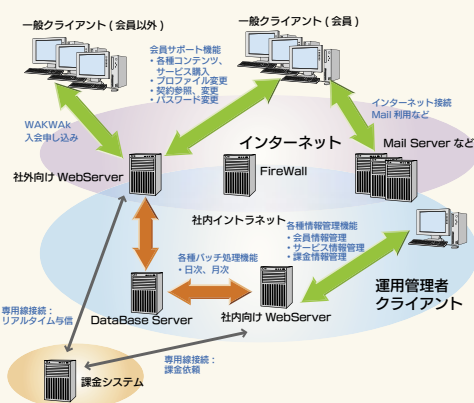 一般クライアント ( 会員以外 )
一般クライアント ( 会員 )
会員サポート機能
・各種コンテンツ、
サービス購入
・プロファイル変更
・契約参照、変更
・パスワード変更
WAKWAk
入会申し込み
インターネット接続
Mail 利用など
インターネット
Mail Server など
社外向け WebServer
FireWall
社内イントラネット
各種情報管理機能
・会員情報管理
・サービス情報管理
・課金情報管理
各種バッチ処理機能
・日次、月次
運用管理者
クライアント
専用線接続：
リアルタイム与信
DataBase Server
社内向け WebServer
専用線接続：
課金依頼
課金システム